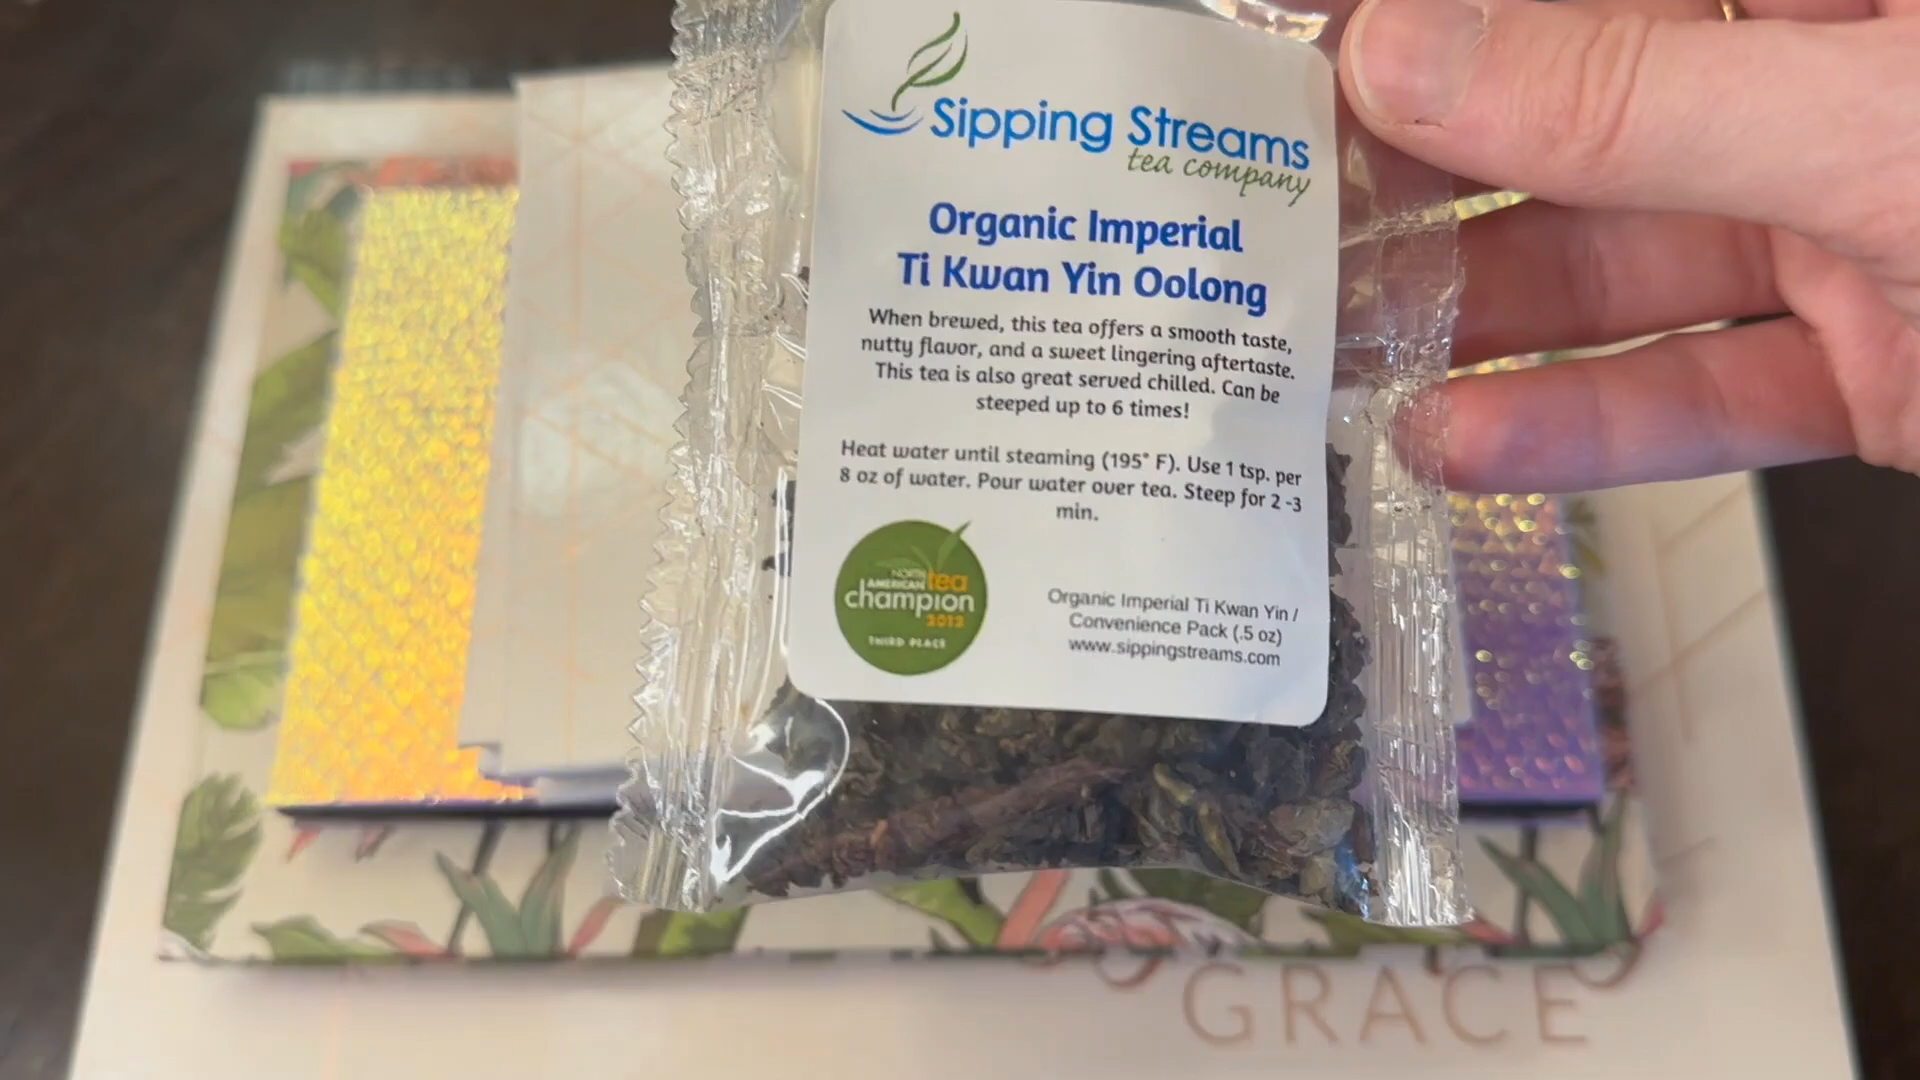 Sipping Streams
tea company
Organic Imperial
Ti Kwan Yin Oolong
When brewed, this tea offers a smooth taste,
nutty flavor, and a sweet lingering aftertaste.
This tea is also great served chilled. Can be
steeped up to 6 times!
Heat water until steaming (195° F). Use 1 tsp. per
8 oz of water. Pour water over tea. Steep for 2 -3
min.
NORTH
AMERICAN tea
champion
2012
THIRD PLACE
Organic Imperial Ti Kwan Yin /
Convenience Pack (.5 oz)
www.sippingstreams.com
GRACE